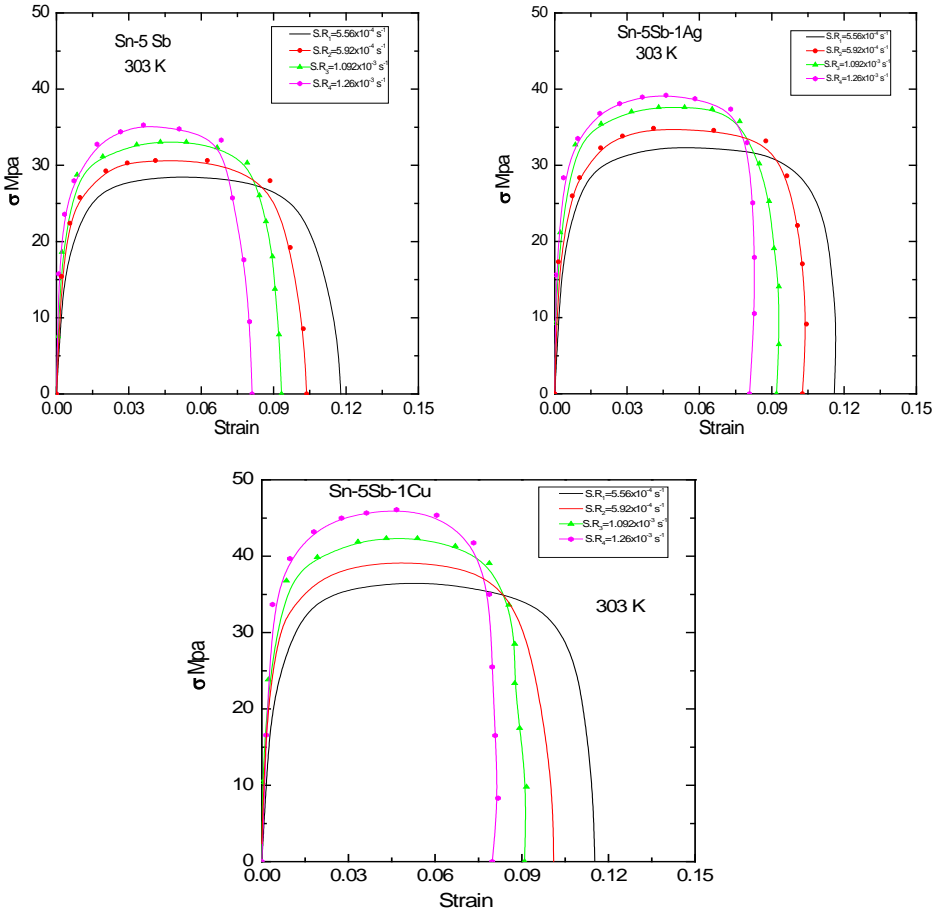 Sn-5 Sb
303 K
S.R1=5.56x10-4 s-1
S.R2=5.92x10-4 s-1
S.R3=1.092x10-3 s-1
S.R4=1.26x10-3 s-1
50
40
30
20
10
0
σ Mpa
0.00 0.03 0.06 0.09 0.12 0.15
Strain
Sn-5Sb-1Ag
303 K
S.R1=5.56x10-4 s-1
S.R2=5.92x10-4 s-1
S.R3=1.092x10-3 s-1
S.R4=1.26x10-3 s-1
50
40
30
20
10
0
σ Mpa
0.00 0.03 0.06 0.09 0.12 0.15
Strain
Sn-5Sb-1Cu
S.R1=5.56x10-4 s-1
S.R2=5.92x10-4 s-1
S.R3=1.092x10-3 s-1
S.R4=1.26x10-3 s-1
303 K
50
40
30
20
10
0
σ Mpa
0.00 0.03 0.06 0.09 0.12 0.15
Strain